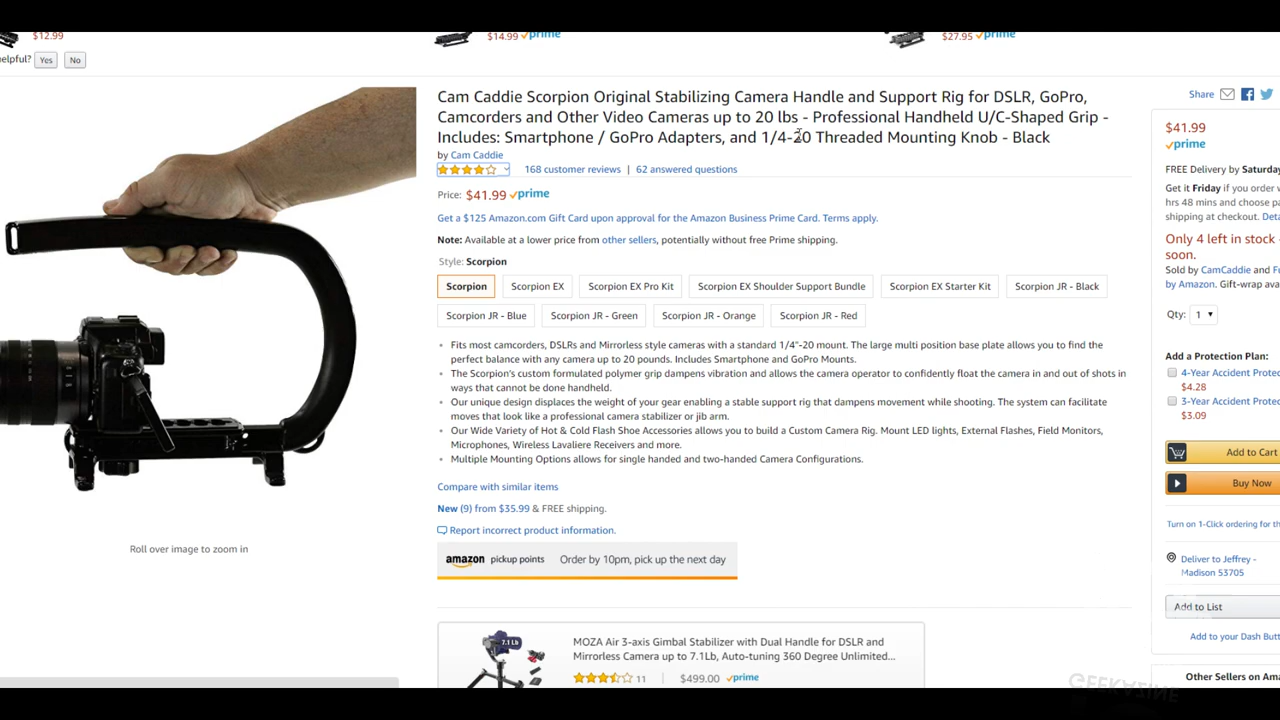 $12.99
$14.99 prime
$27.95 prime
elpful? Yes No
Cam Caddie Scorpion Original Stabilizing Camera Handle and Support Rig for DSLR, GoPro,
Camcorders and Other Video Cameras up to 20 lbs - Professional Handheld U/C-Shaped Grip -
Includes: Smartphone / GoPro Adapters, and 1/4-20 Threaded Mounting Knob - Black
by Cam Caddie
168 customer reviews | 62 answered questions
Price: $41.99 prime
Get a $125 Amazon.com Gift Card upon approval for the Amazon Business Prime Card. Terms apply.
Note: Available at a lower price from other sellers, potentially without free Prime shipping.
Style: Scorpion
Scorpion Scorpion EX Scorpion EX Pro Kit Scorpion EX Shoulder Support Bundle Scorpion EX Starter Kit Scorpion JR - Black
Scorpion JR - Blue Scorpion JR - Green Scorpion JR - Orange Scorpion JR - Red
• Fits most camcorders, DSLRs and Mirrorless style cameras with a standard 1/4"-20 mount. The large multi position base plate allows you to find the
perfect balance with any camera up to 20 pounds. Includes Smartphone and GoPro Mounts.
• The Scorpion's custom formulated polymer grip dampens vibration and allows the camera operator to confidently float the camera in and out of shots in
ways that cannot be done handheld.
• Our unique design displaces the weight of your gear enabling a stable support rig that dampens movement while shooting. The system can facilitate
moves that look like a professional camera stabilizer or jib arm.
• Our Wide Variety of Hot & Cold Flash Shoe Accessories allows you to build a Custom Camera Rig. Mount LED lights, External Flashes, Field Monitors,
Microphones, Wireless Lavaliere Receivers and more.
• Multiple Mounting Options allows for single handed and two-handed Camera Configurations.
Compare with similar items
New (9) from $35.99 & FREE shipping.
Report incorrect product information.
amazon pickup points Order by 10pm, pick up the next day
Roll over image to zoom in
7.1 Lb
MOZA Air 3-axis Gimbal Stabilizer with Dual Handle for DSLR and
Mirrorless Camera up to 7.1Lb, Auto-tuning 360 Degree Unlimited...
11 | $499.00 prime
Share
$41.99
prime
FREE Delivery by Saturday
Get it Friday if you order w
hrs 48 mins and choose pa
shipping at checkout. Deta
Only 4 left in stock -
soon.
Sold by CamCaddie and Fu
by Amazon. Gift-wrap ava
Qty: 1
Add a Protection Plan:
4-Year Accident Protec
$4.28
3-Year Accident Protec
$3.09
Add to Cart
Buy Now
Turn on 1-Click ordering for th
Deliver to Jeffrey -
Madison 53705
Add to List
Add to your Dash Butt
Other Sellers on Ama
GEEKAZINE